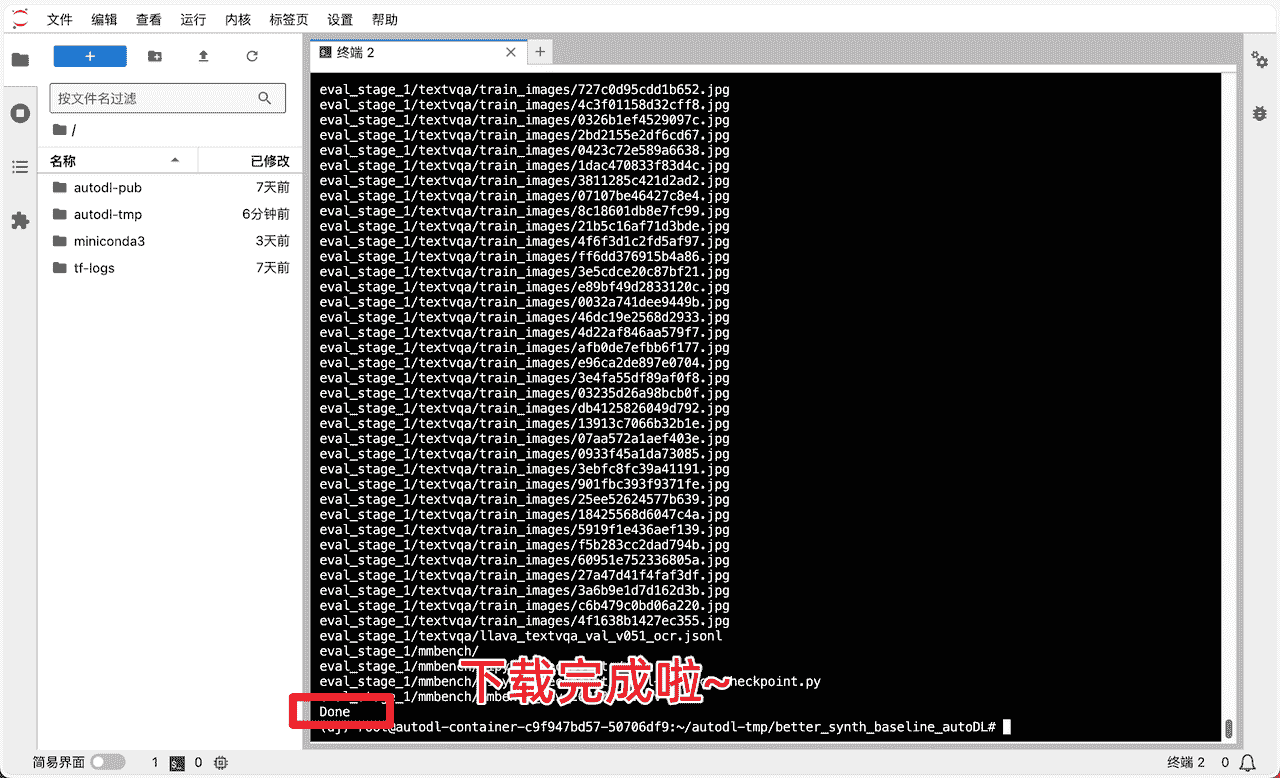 文件 编辑 查看 运行 内核 标签页 设置 帮助
终端 2
按文件名过滤
/
名称 已修改
autodl-pub 7天前
autodl-tmp 6分钟前
miniconda3 3天前
tf-logs 7天前
eval_stage_1/textvqa/train_images/727c0d95cdd1b652.jpg
eval_stage_1/textvqa/train_images/4c3f01158d32cff8.jpg
eval_stage_1/textvqa/train_images/0326b1ef4529097c.jpg
eval_stage_1/textvqa/train_images/2bd2155e2df6cd67.jpg
eval_stage_1/textvqa/train_images/0423c72e589a6638.jpg
eval_stage_1/textvqa/train_images/1dac470833f83d4c.jpg
eval_stage_1/textvqa/train_images/3811285c421d2ad2.jpg
eval_stage_1/textvqa/train_images/07107be46427c8e4.jpg
eval_stage_1/textvqa/train_images/8c18601db8e7fc99.jpg
eval_stage_1/textvqa/train_images/21b5c16af71d3bde.jpg
eval_stage_1/textvqa/train_images/4f6f3d1c2fd5af97.jpg
eval_stage_1/textvqa/train_images/ff6dd376915b4a86.jpg
eval_stage_1/textvqa/train_images/3e5cdce20c87bf21.jpg
eval_stage_1/textvqa/train_images/e89bf49d2833120c.jpg
eval_stage_1/textvqa/train_images/0032a741dee9449b.jpg
eval_stage_1/textvqa/train_images/46dc19e2568d2933.jpg
eval_stage_1/textvqa/train_images/4d22af846aa579f7.jpg
eval_stage_1/textvqa/train_images/afb0de7efbb6f177.jpg
eval_stage_1/textvqa/train_images/e96ca2de897e0704.jpg
eval_stage_1/textvqa/train_images/3e4fa55df89af0f8.jpg
eval_stage_1/textvqa/train_images/03235d26a98bcb0f.jpg
eval_stage_1/textvqa/train_images/db4125826049d792.jpg
eval_stage_1/textvqa/train_images/13913c7066b32b1e.jpg
eval_stage_1/textvqa/train_images/07aa572a1aef403e.jpg
eval_stage_1/textvqa/train_images/0933f45a1da73085.jpg
eval_stage_1/textvqa/train_images/3ebfc8fc39a41191.jpg
eval_stage_1/textvqa/train_images/901fbc393f9371fe.jpg
eval_stage_1/textvqa/train_images/25ee52624577b639.jpg
eval_stage_1/textvqa/train_images/18425568d6047c4a.jpg
eval_stage_1/textvqa/train_images/5919f1e436aef139.jpg
eval_stage_1/textvqa/train_images/f5b283cc2dad794b.jpg
eval_stage_1/textvqa/train_images/60951e752336805a.jpg
eval_stage_1/textvqa/train_images/27a47d41f4faf3df.jpg
eval_stage_1/textvqa/train_images/3a6b9e1d7d162d3b.jpg
eval_stage_1/textvqa/train_images/c6b479c0bd06a220.jpg
eval_stage_1/textvqa/train_images/4f1638b1427ec355.jpg
eval_stage_1/textvqa/llava_textvqa_val_v051_ocr.jsonl
eval_stage_1/mmbench/
eval_stage_1/mmbench/
eval_stage_1/mmbench/ checkpoint.py
下载完成啦~
Done
root@autodl-container-c9f947bd57-50706df9:~/autodl-tmp/better_synth_baseline_autoDL#
简易界面 1 0 终端 2 0